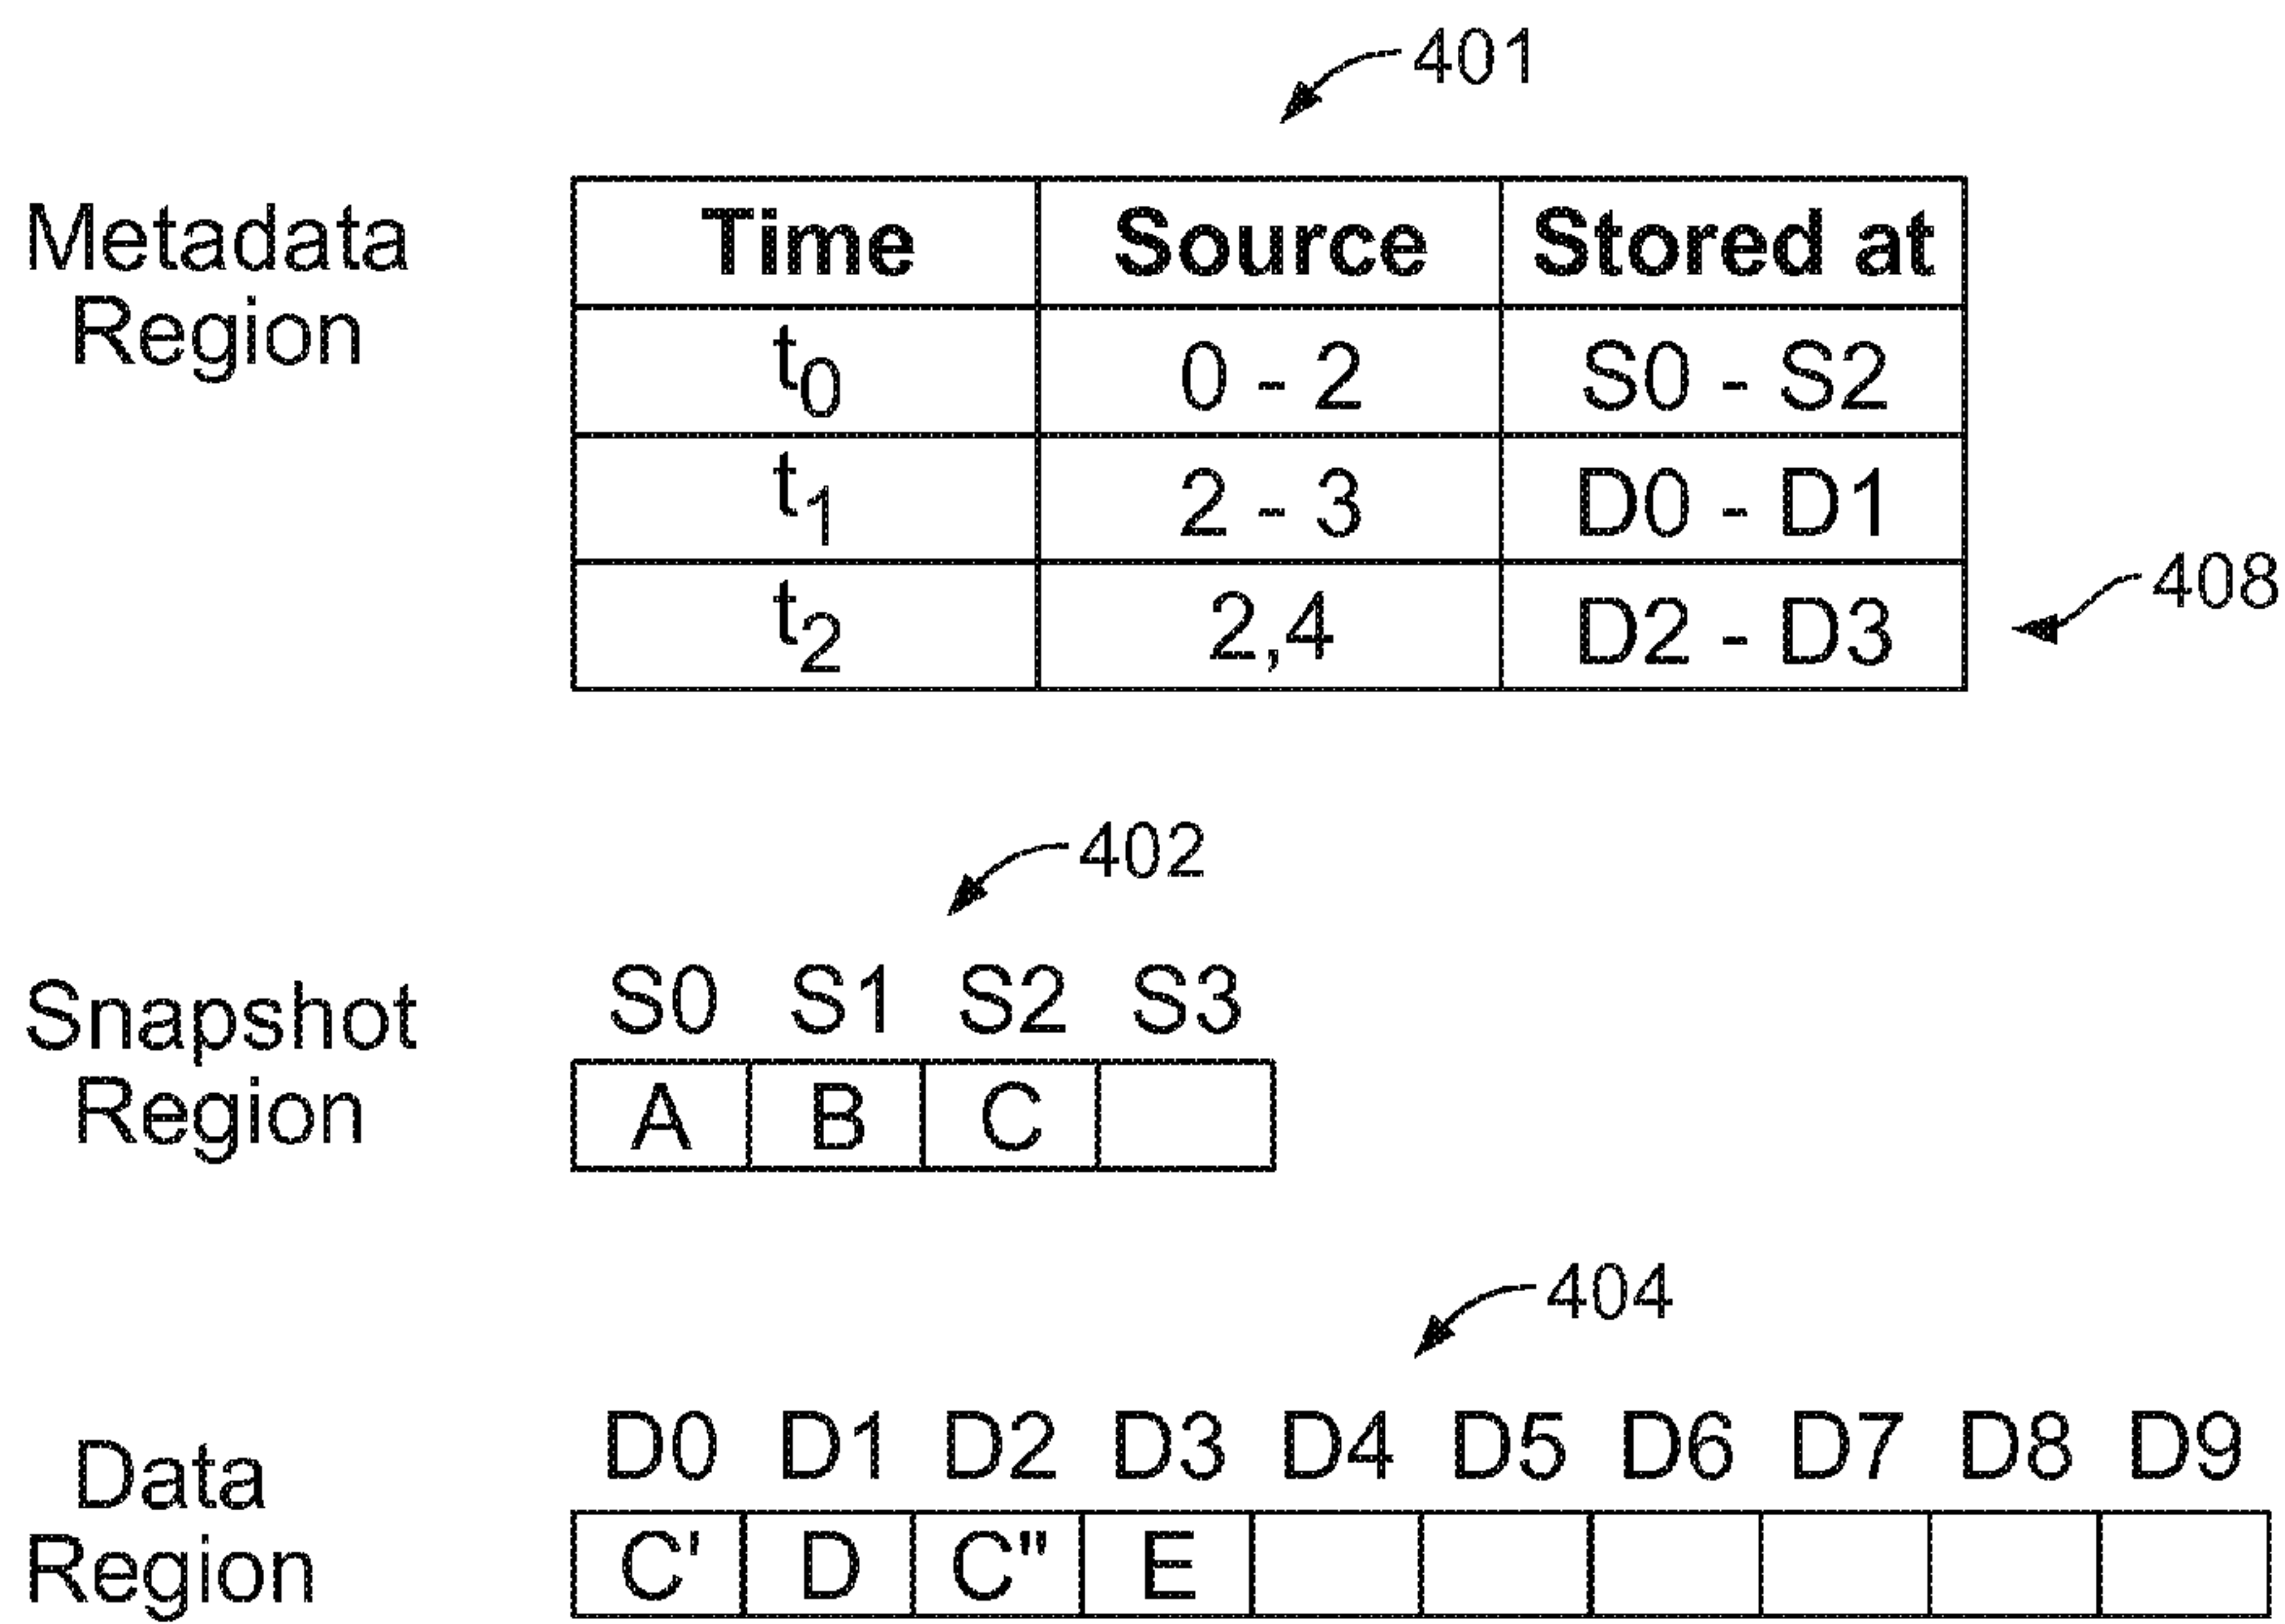 401
Metadata
Region
Time Source Stored at
t0 0 - 2 S0 - S2
t1 2 - 3 D0 - D1
t2 2,4 D2 - D3
408
402
Snapshot
Region
S0 S1 S2 S3
A B C
404
Data
Region
D0 D1 D2 D3 D4 D5 D6 D7 D8 D9
C' D C" E